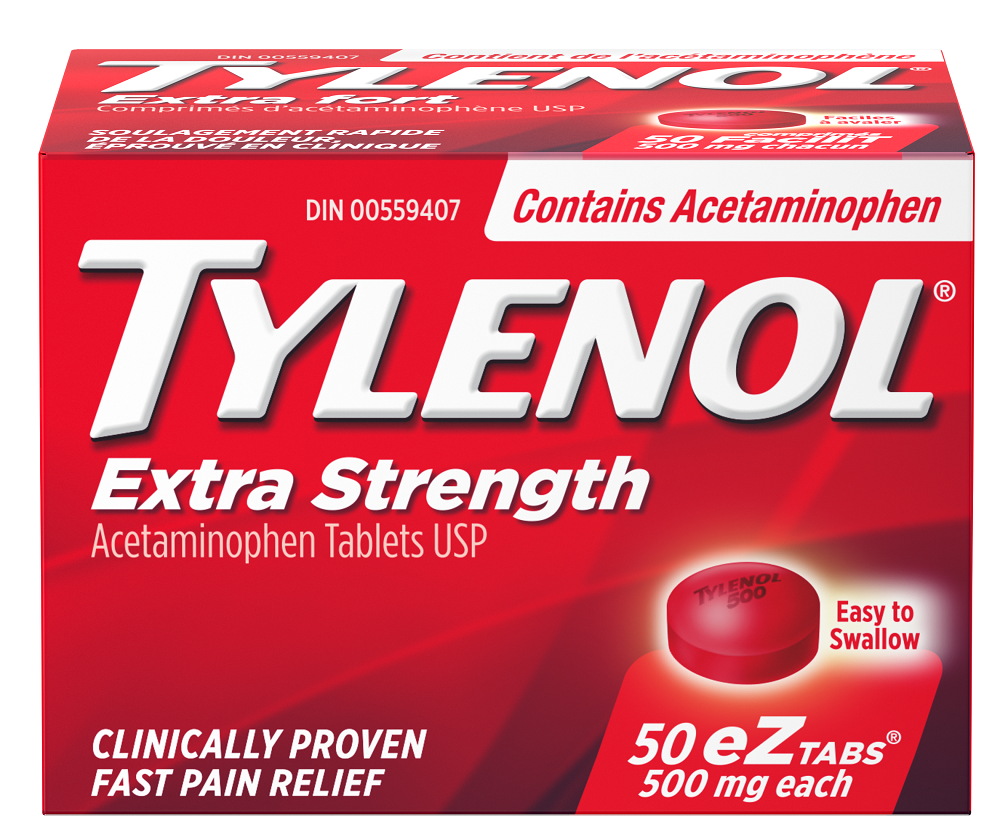 DIN 00559407
Contient de l'acétaminophène
TYLENOL®
Extra fort
Comprimés d'acétaminophène USP
SOULAGEMENT RAPIDE
DE LA DOULEUR,
ÉPROUVÉ EN CLINIQUE
Faciles
à avaler
50
comprimés
500 mg chacun
DIN 00559407
Contains Acetaminophen
TYLENOL®
Extra Strength
Acetaminophen Tablets USP
TYLENOL
500
Easy to
Swallow
CLINICALLY PROVEN
FAST PAIN RELIEF
50 eZ TABS®
500 mg each